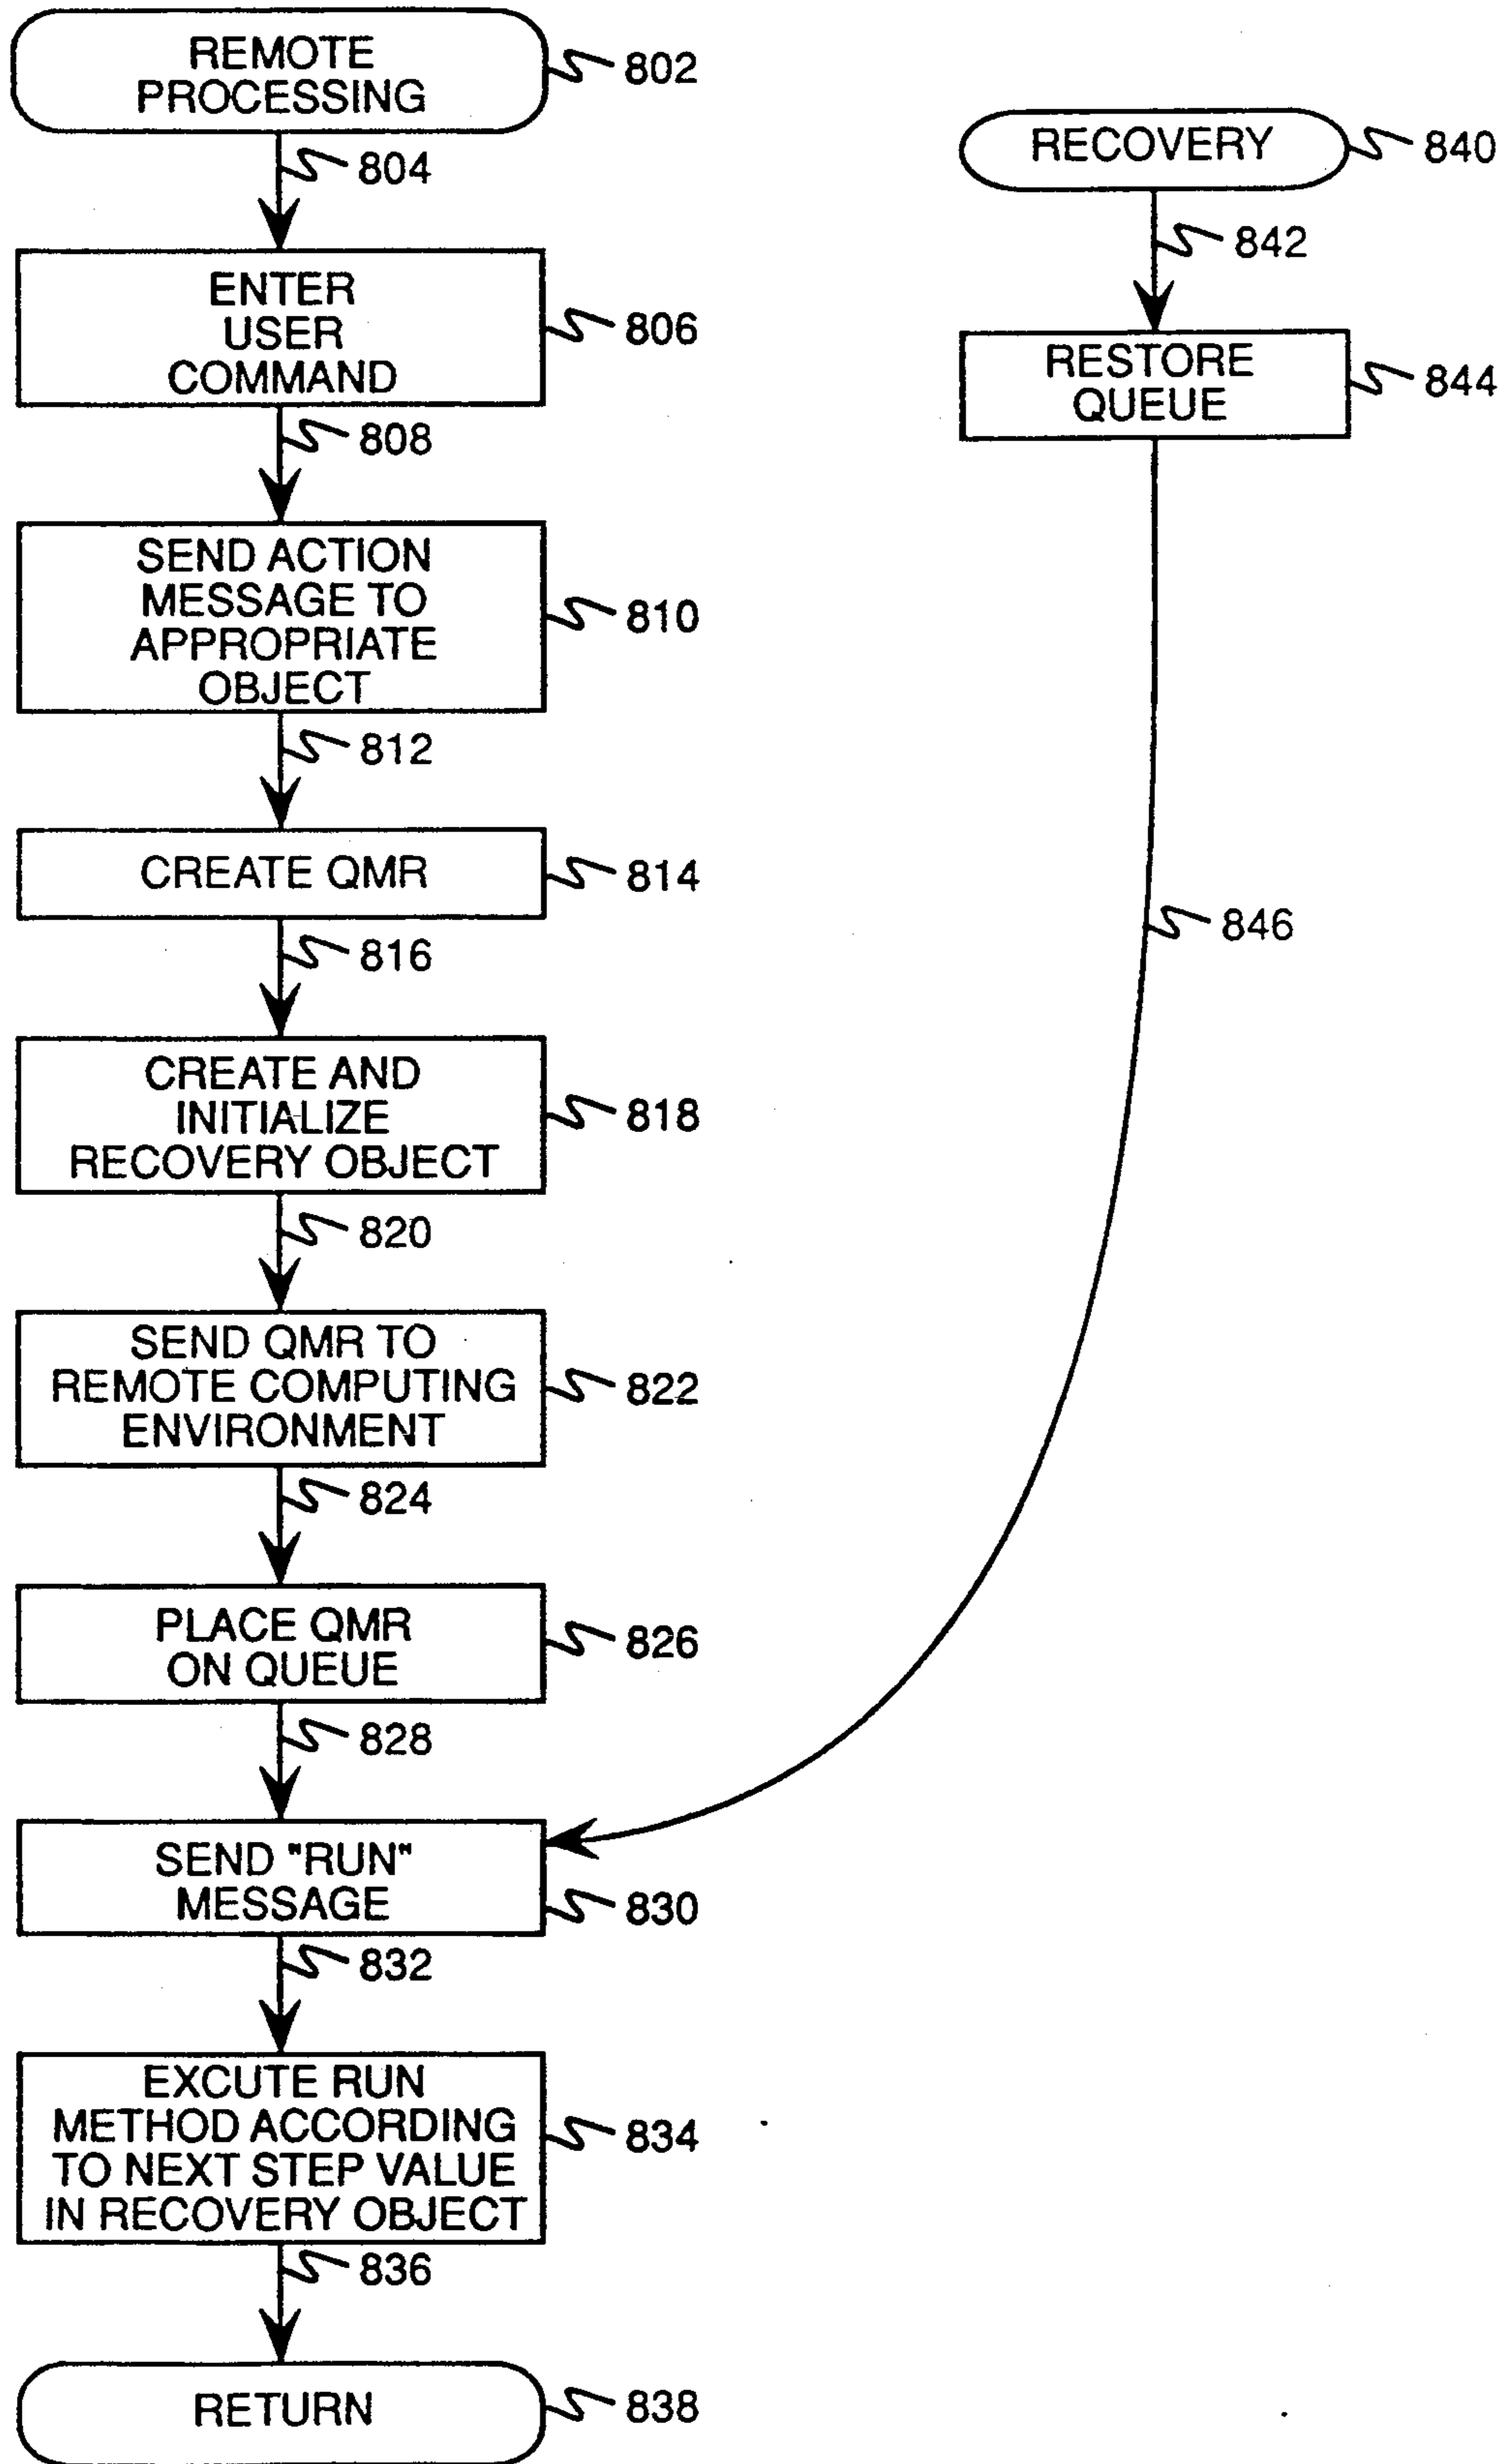 REMOTE
PROCESSING
802
804
ENTER
USER
COMMAND
806
808
SEND ACTION
MESSAGE TO
APPROPRIATE
OBJECT
810
812
CREATE QMR
814
816
CREATE AND
INITIALIZE
RECOVERY OBJECT
818
820
SEND QMR TO
REMOTE COMPUTING
ENVIRONMENT
822
824
PLACE QMR
ON QUEUE
826
828
SEND "RUN"
MESSAGE
830
832
EXCUTE RUN
METHOD ACCORDING
TO NEXT STEP VALUE
IN RECOVERY OBJECT
834
836
RETURN
838
RECOVERY
840
842
RESTORE
QUEUE
844
846